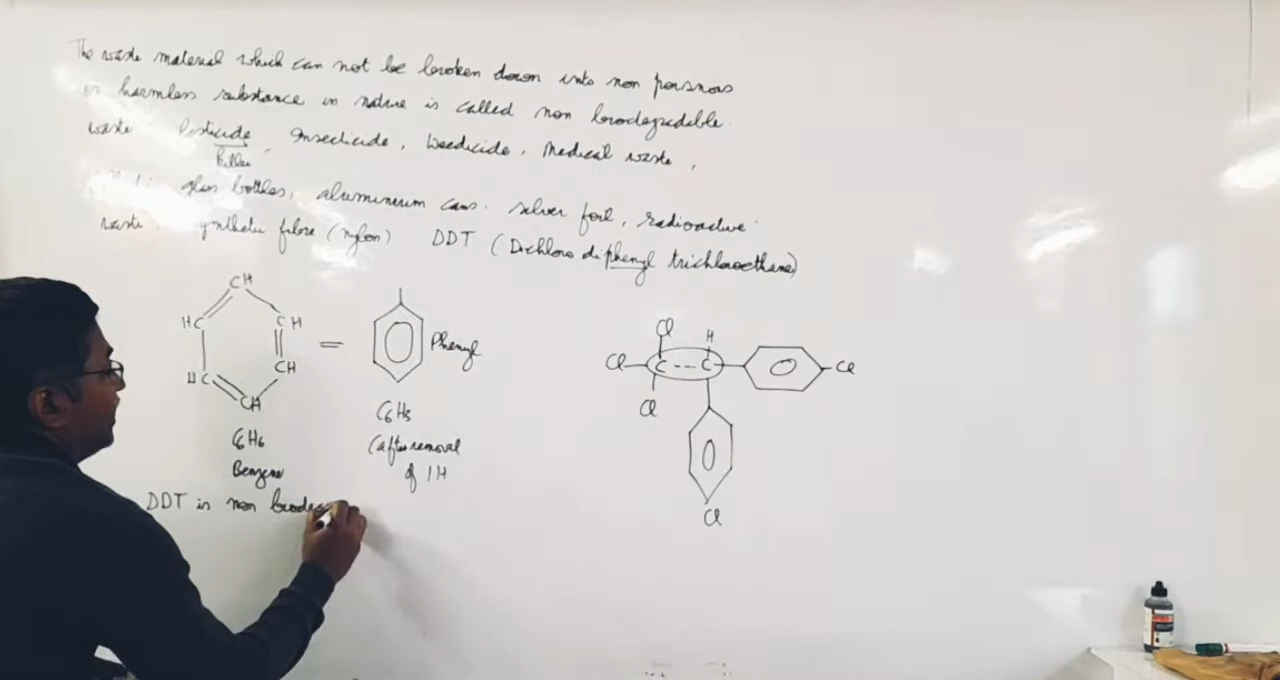 The waste material which can not be broken down into non poisnous
or harmless substance in nature is called non biodegradible
waste Pesticide, Insecticide, Weedicide, Medical waste,
killer
glass bottles, aluminium cans. silver foil, radioactive
waste. synthetic fibre (nylon) DDT (Dichloro diphenyl trichloroethane)
CH
HC CH
HC CH
CH
C6H6
Benzene
=
Phenyl
C6H5
(after removal
of 1H
Cl H
Cl C --- C Cl
Cl
Cl
DDT is non biodeg